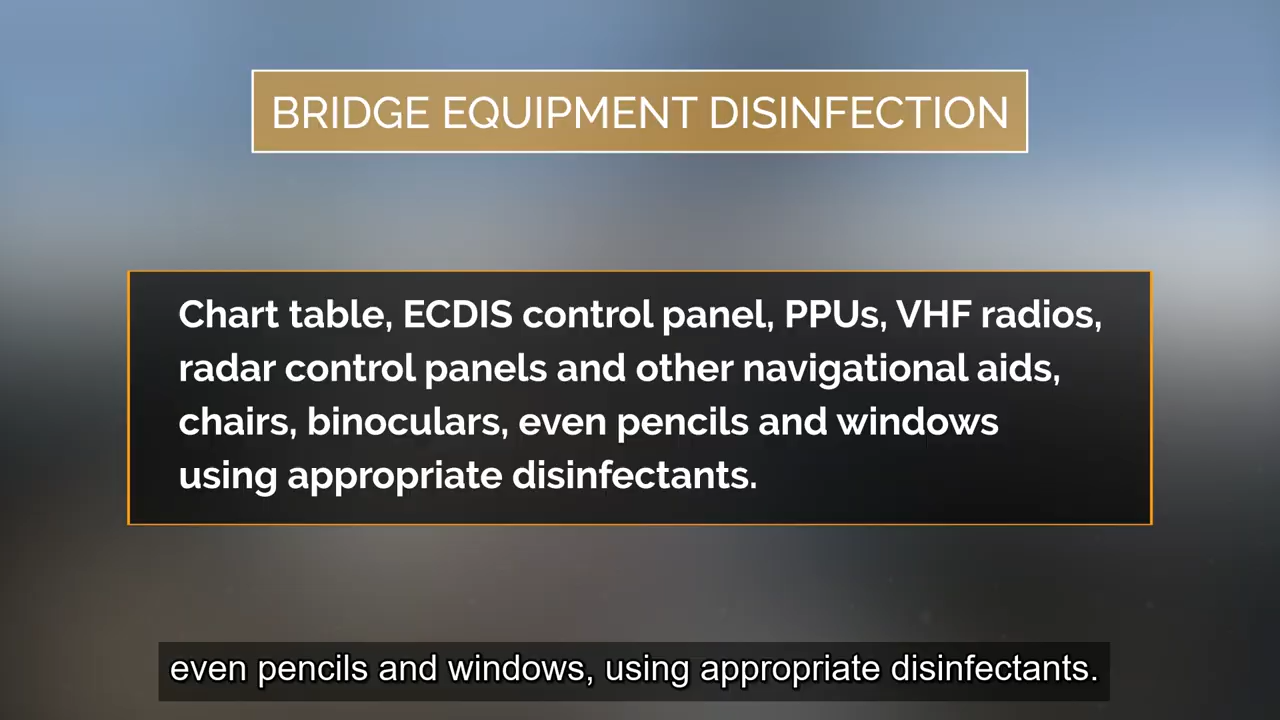 BRIDGE EQUIPMENT DISINFECTION
Chart table, ECDIS control panel, PPUs, VHF radios,
radar control panels and other navigational aids,
chairs, binoculars, even pencils and windows
using appropriate disinfectants.
even pencils and windows, using appropriate disinfectants.